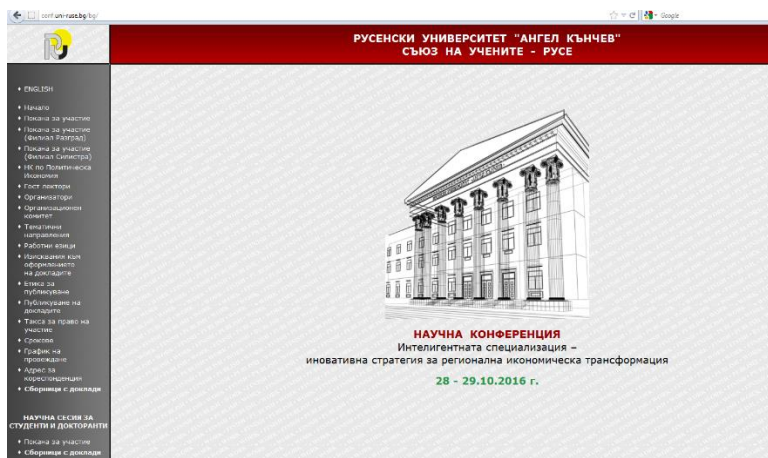 conf.uni-ruse.bg/bg/
Google
РУСЕНСКИ УНИВЕРСИТЕТ "АНГЕЛ КЪНЧЕВ"
СЪЮЗ НА УЧЕНИТЕ - РУСЕ
ENGLISH
Начало
Покана за участие
Покана за участие
(Филиал Разград)
Покана за участие
(Филиал Силистра)
НК по Политическа
Икономия
Гост лектори
Организатори
Организационен
комитет
Тематични
направления
Работни езици
Изисквания към
оформлението
на докладите
Етика за
публикуване
Публикуване на
докладите
Такса за право на
участие
Срокове
График на
провеждане
Адрес за
кореспонденция
Сборници с доклади
НАУЧНА СЕСИЯ ЗА
СТУДЕНТИ И ДОКТОРАНТИ
Покана за участие
Сборници с доклади
НАУЧНА КОНФЕРЕНЦИЯ
Интелигентната специализация –
иновативна стратегия за регионална икономическа трансформация
28 - 29.10.2016 г.